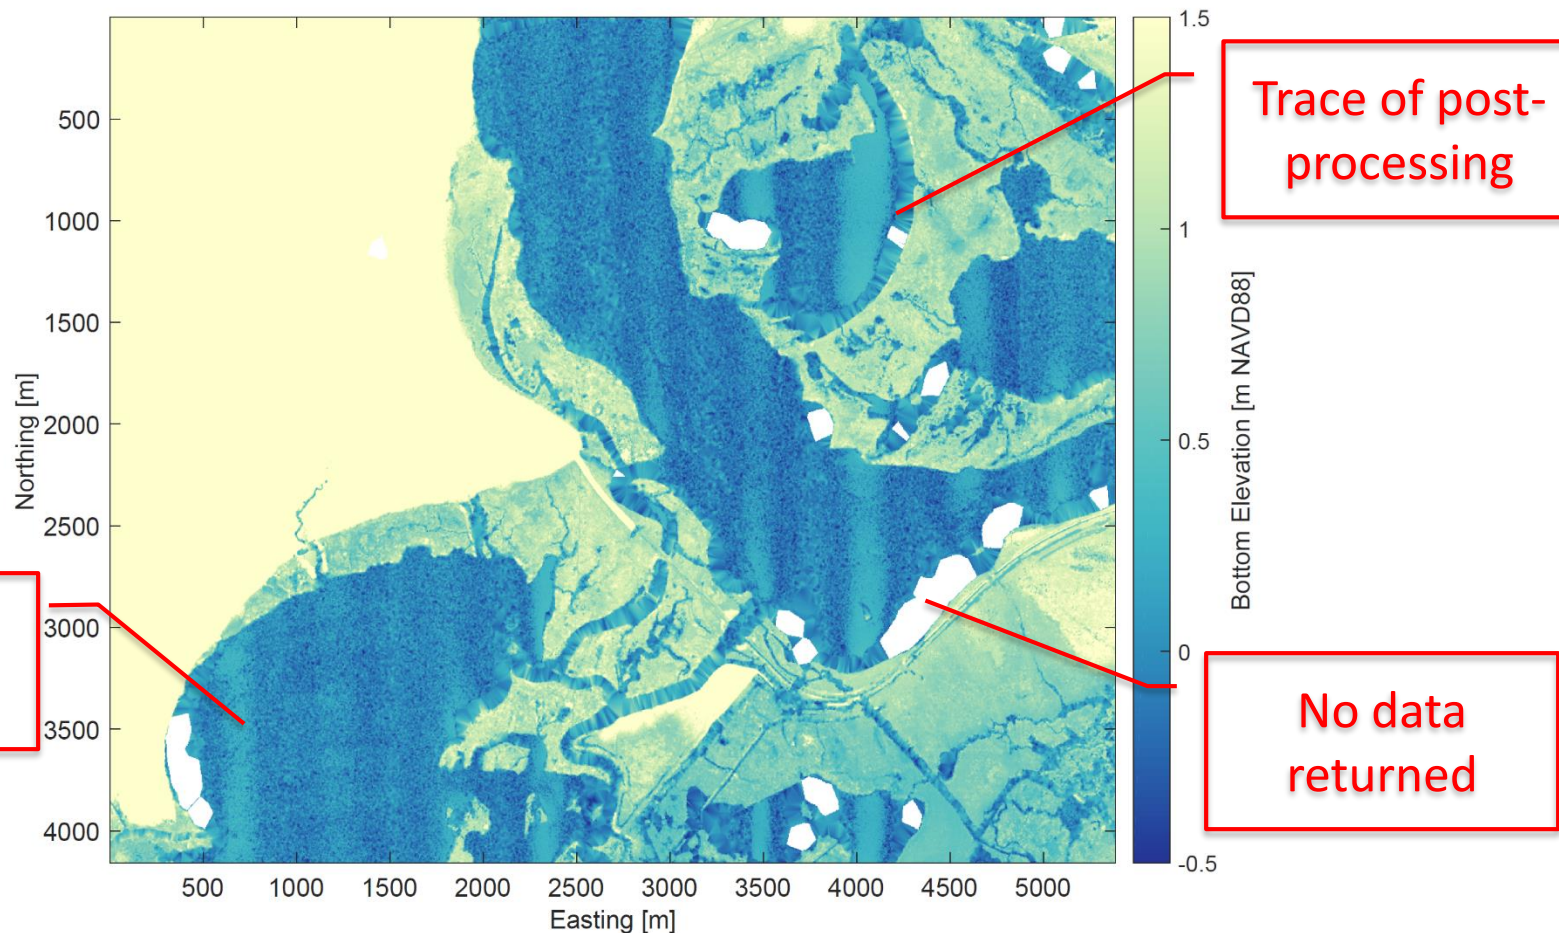 1.5
500
1000
1500
2000
2500
3000
3500
4000
Northing [m]
500 1000 1500 2000 2500 3000 3500 4000 4500 5000
Easting [m]
1
0.5
0
-0.5
Bottom Elevation [m NAVD88]
Trace of post-
processing
No data
returned